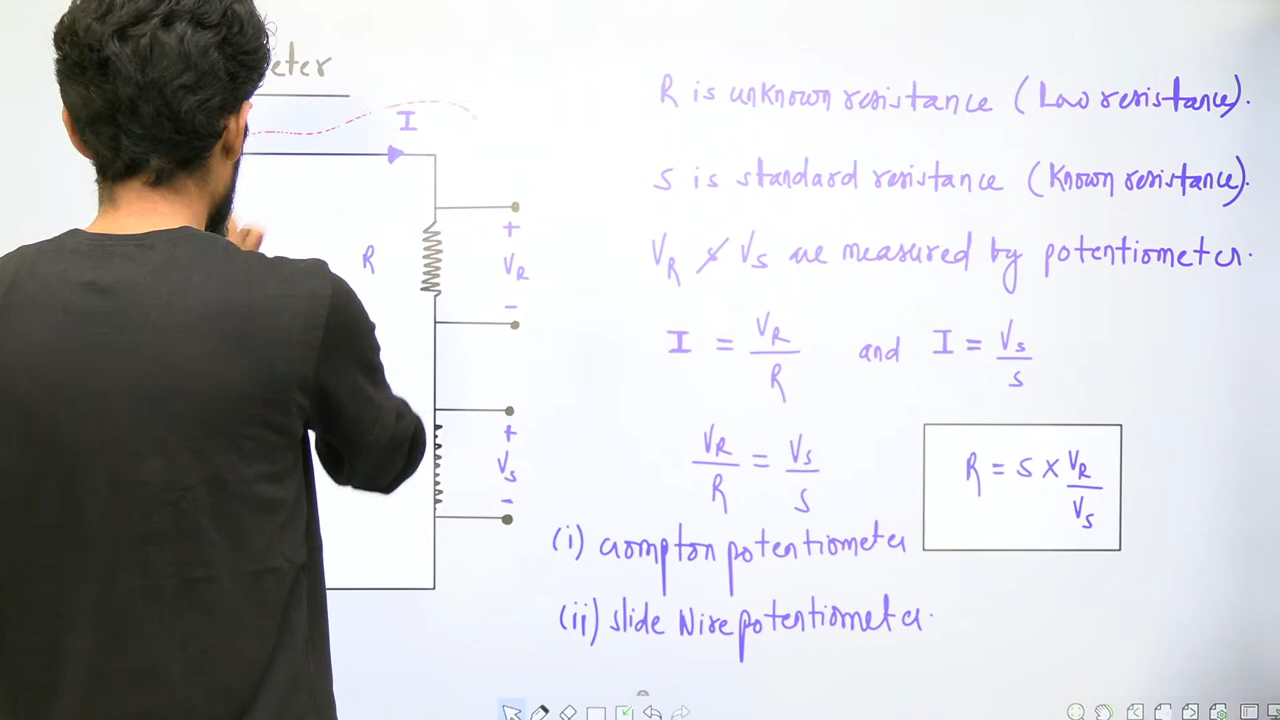 eter
I
R
+
VR
-
+
Vs
-
R is unknown resistance (Low resistance).
S is standard resistance (Known resistance).
VR & Vs are measured by potentiometer.
I = VR/R and I = Vs/S
VR/R = Vs/S
R = S × VR/Vs
(i) crompton potentiometer
(ii) slide Wire potentiometer.